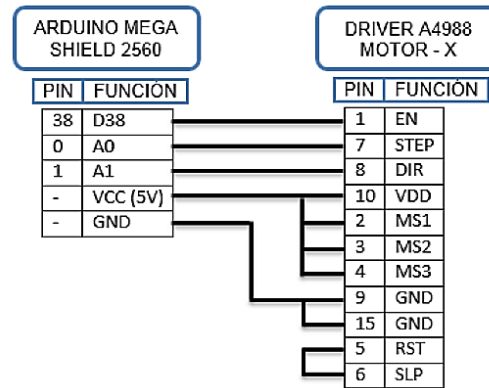 ARDUINO MEGA
SHIELD 2560
PIN FUNCIÓN
38 D38
0 A0
1 A1
- VCC (5V)
- GND
DRIVER A4988
MOTOR - X
PIN FUNCIÓN
1 EN
7 STEP
8 DIR
10 VDD
2 MS1
3 MS2
4 MS3
9 GND
15 GND
5 RST
6 SLP